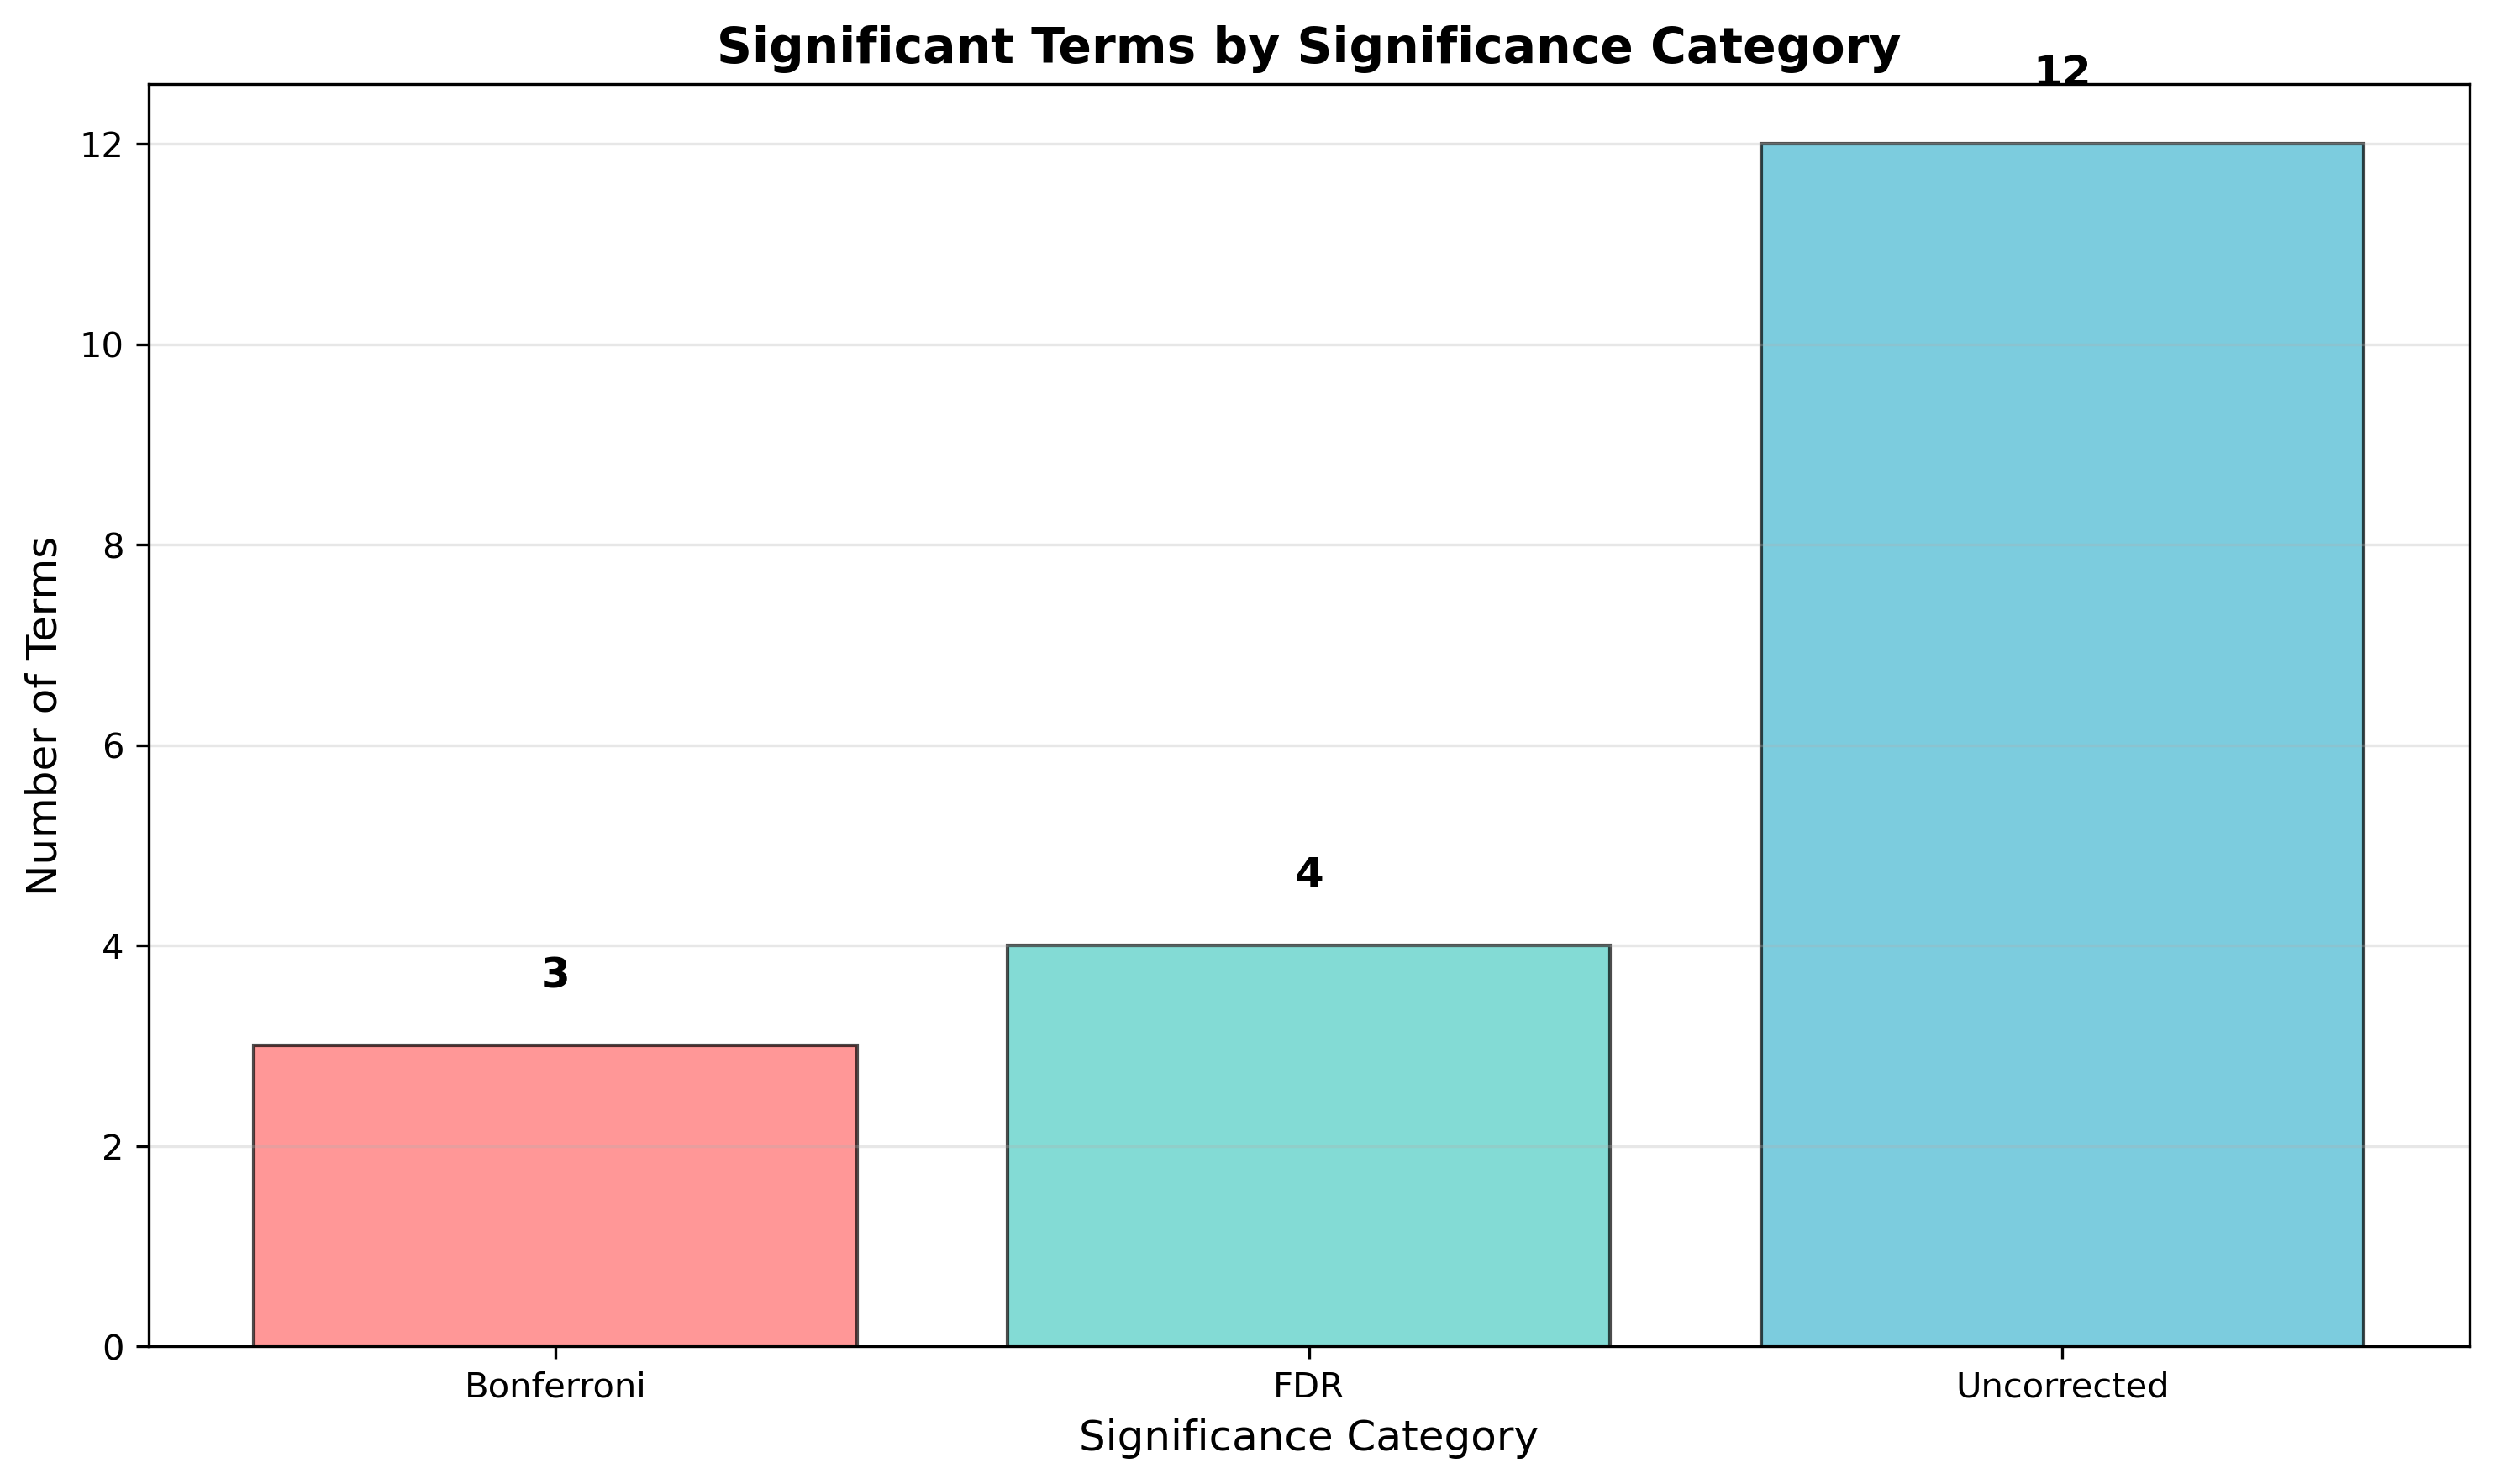 Significant Terms by Significance Category
12
12
10
8
6
4
2
0
Number of Terms
3
4
Bonferroni
FDR
Uncorrected
Significance Category